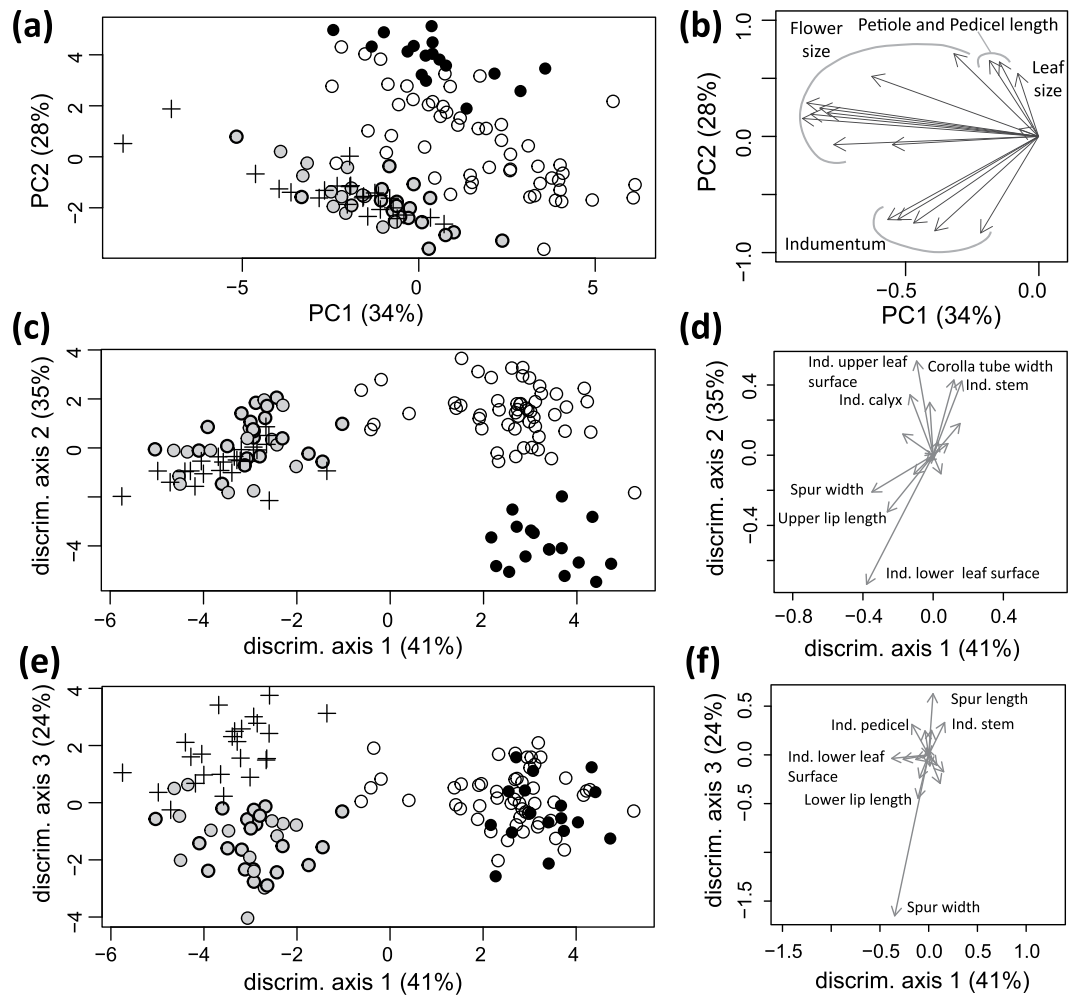 (a)
PC2 (28%)
4
2
0
−2
−5
0
5
PC1 (34%)
(b)
PC2 (28%)
1.0
0.0
−1.0
Flower
size
Petiole and Pedicel length
Leaf
size
Indumentum
−0.5
0.0
PC1 (34%)
(c)
discrim. axis 2 (35%)
4
2
0
−4
−6
−4
−2
0
2
4
discrim. axis 1 (41%)
(d)
discrim. axis 2 (35%)
0.4
0.0
−0.4
Ind. upper leaf
surface
Corolla tube width
Ind. stem
Ind. calyx
Spur width
Upper lip length
Ind. lower leaf surface
−0.8
−0.4
0.0
0.4
discrim. axis 1 (41%)
(e)
discrim. axis 3 (24%)
4
2
0
−2
−4
−6
−4
−2
0
2
4
discrim. axis 1 (41%)
(f)
discrim. axis 3 (24%)
0.5
0.0
−0.5
−1.5
Spur length
Ind. pedicel
Ind. stem
Ind. lower leaf
Surface
Lower lip length
Spur width
−1.5
−0.5
0.0
0.5
1.0
discrim. axis 1 (41%)